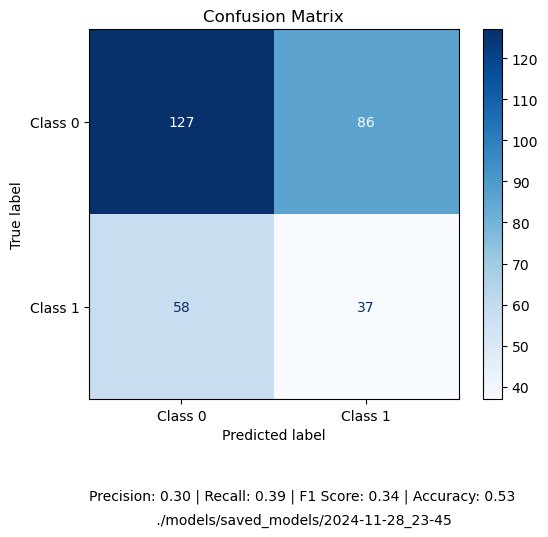 Confusion Matrix
Class 0
127
86
120
110
100
90
80
70
60
50
40
True label
Class 1
58
37
Class 0
Class 1
Predicted label
Precision: 0.30 | Recall: 0.39 | F1 Score: 0.34 | Accuracy: 0.53
./models/saved_models/2024-11-28_23-45